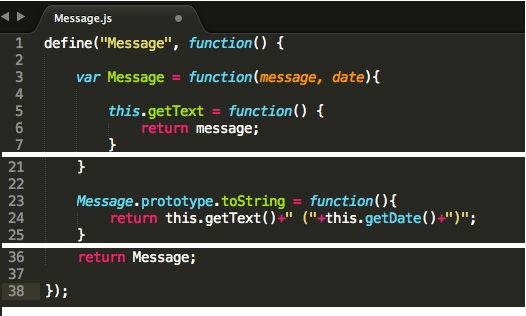 Message.js
1 define("Message", function() {
2
3 var Message = function(message, date){
4
5 this.getText = function() {
6 return message;
7 }
21 }
22
23 Message.prototype.toString = function(){
24 return this.getText()+" ("+this.getDate()+")";
25 }
36 return Message;
37
38 });